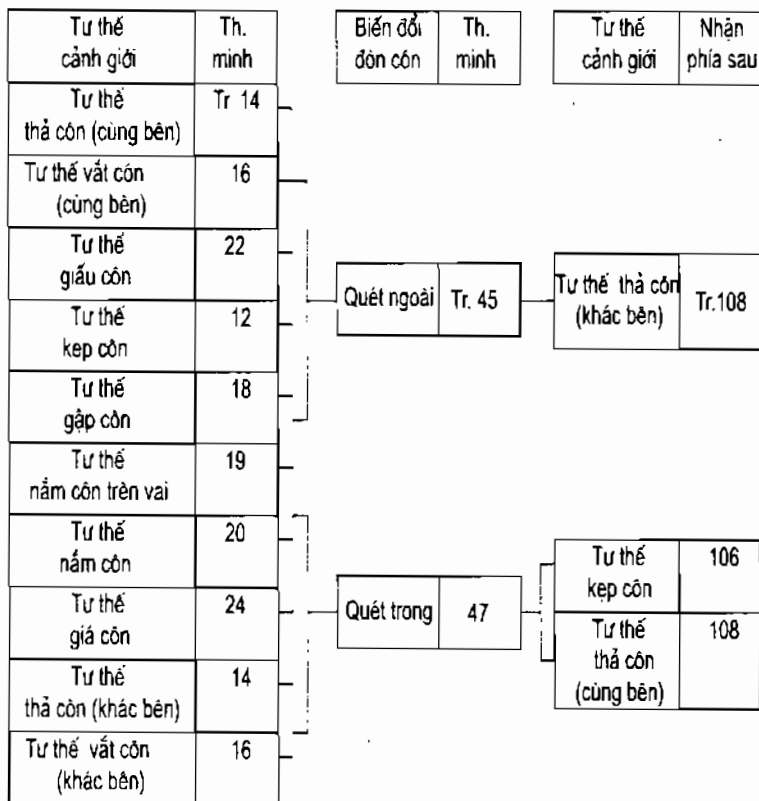 Tư thế
cảnh giới
Th.
minh
Biến đổi
đòn côn
Th.
minh
Tư thế
cảnh giới
Nhận
phía sau
Tư thế
thả côn (cùng bên)
Tr 14
Tư thế vắt côn
(cùng bên)
16
Tư thế
giấu côn
22
Tư thế
kẹp côn
12
Tư thế
gập côn
18
Tư thế
nắm côn trên vai
19
Tư thế
nắm côn
20
Tư thế
giá côn
24
Tư thế
thả côn (khác bên)
14
Tư thế vắt côn
(khác bên)
16
Quét ngoài
Tr. 45
Tư thế thả côn
(khác bên)
Tr.108
Quét trong
47
Tư thế
kẹp côn
106
Tư thế
thả côn
(cùng bên)
108